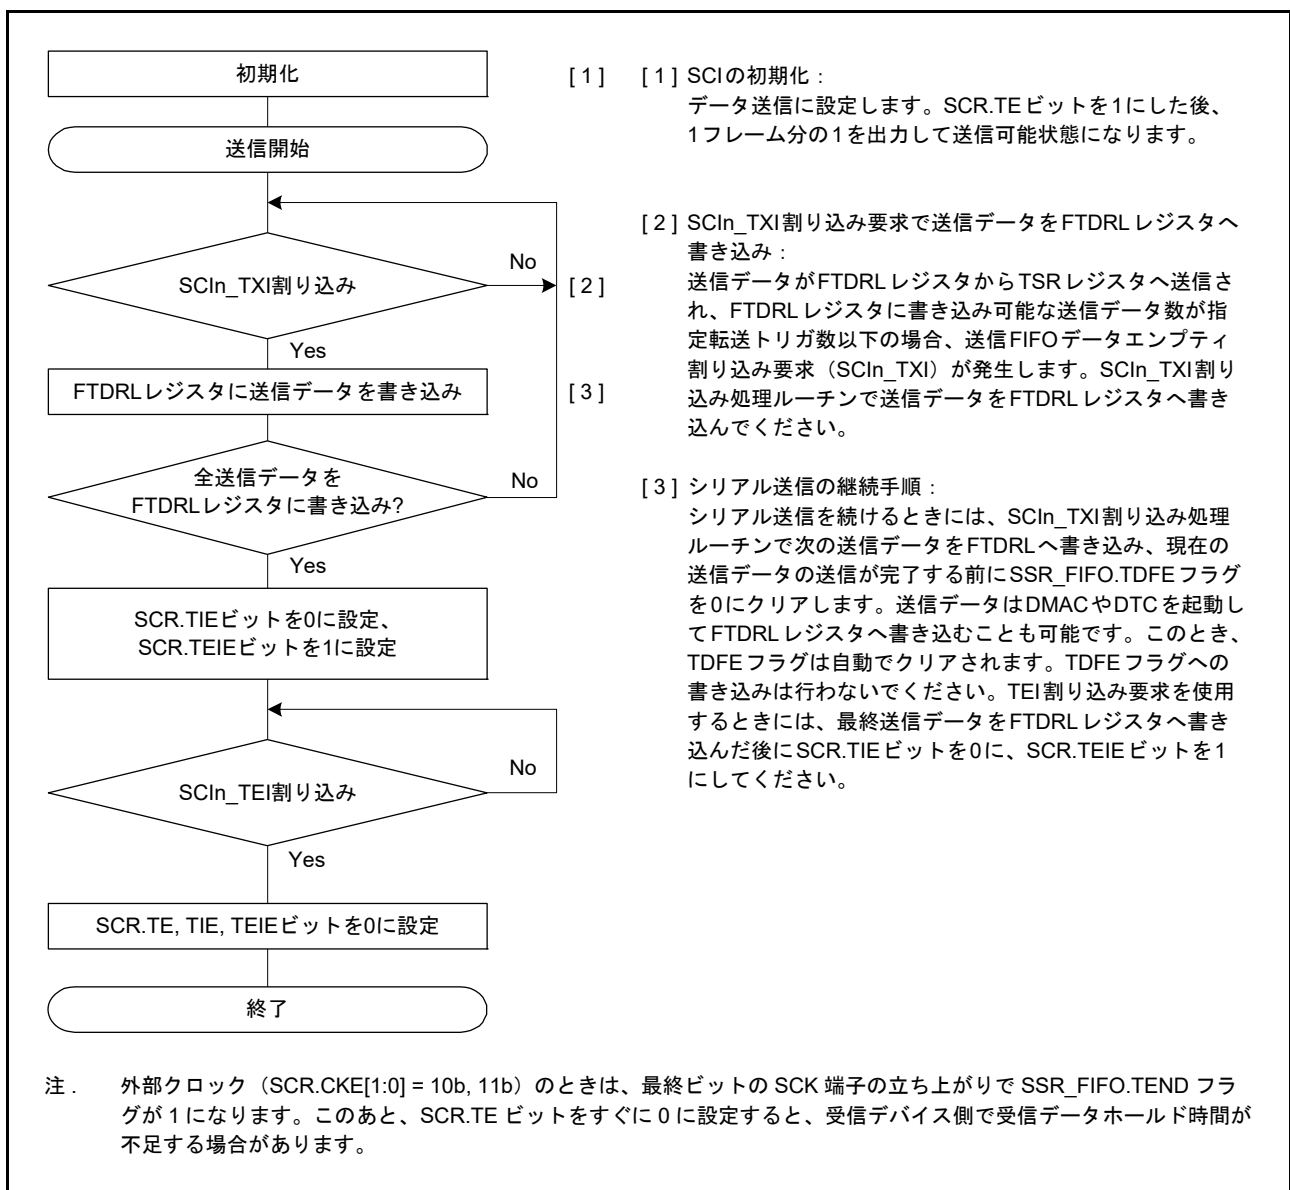 初期化
[ 1 ]
送信開始
SCIn_TXI割り込み
No
[ 2 ]
Yes
FTDRLレジスタに送信データを書き込み
[ 3 ]
全送信データを
FTDRLレジスタに書き込み?
No
Yes
SCR.TIEビットを0に設定、
SCR.TEIEビットを1に設定
SCIn_TEI割り込み
No
Yes
SCR.TE, TIE, TEIEビットを0に設定
終了
[ 1 ] SCIの初期化：
データ送信に設定します。SCR.TEビットを1にした後、
1フレーム分の1を出力して送信可能状態になります。
[ 2 ] SCIn_TXI割り込み要求で送信データをFTDRLレジスタへ
書き込み：
送信データがFTDRLレジスタからTSRレジスタへ送信さ
れ、FTDRLレジスタに書き込み可能な送信データ数が指
定転送トリガ数以下の場合、送信FIFOデータエンプティ
割り込み要求（SCIn_TXI）が発生します。SCIn_TXI割り
込み処理ルーチンで送信データをFTDRLレジスタへ書き
込んでください。
[ 3 ] シリアル送信の継続手順：
シリアル送信を続けるときには、SCIn_TXI割り込み処理
ルーチンで次の送信データをFTDRLへ書き込み、現在の
送信データの送信が完了する前にSSR_FIFO.TDFEフラグ
を0にクリアします。送信データはDMACやDTCを起動し
てFTDRLレジスタへ書き込むことも可能です。このとき、
TDFEフラグは自動でクリアされます。TDFEフラグへの
書き込みは行わないでください。TEI割り込み要求を使用
するときには、最終送信データをFTDRLレジスタへ書き
込んだ後にSCR.TIEビットを0に、SCR.TEIEビットを1
にしてください。
注 . 外部クロック（SCR.CKE[1:0] = 10b, 11b）のときは、最終ビットの SCK 端子の立ち上がりで SSR_FIFO.TEND フラ
グが 1 になります。このあと、SCR.TE ビットをすぐに 0 に設定すると、受信デバイス側で受信データホールド時間が
不足する場合があります。